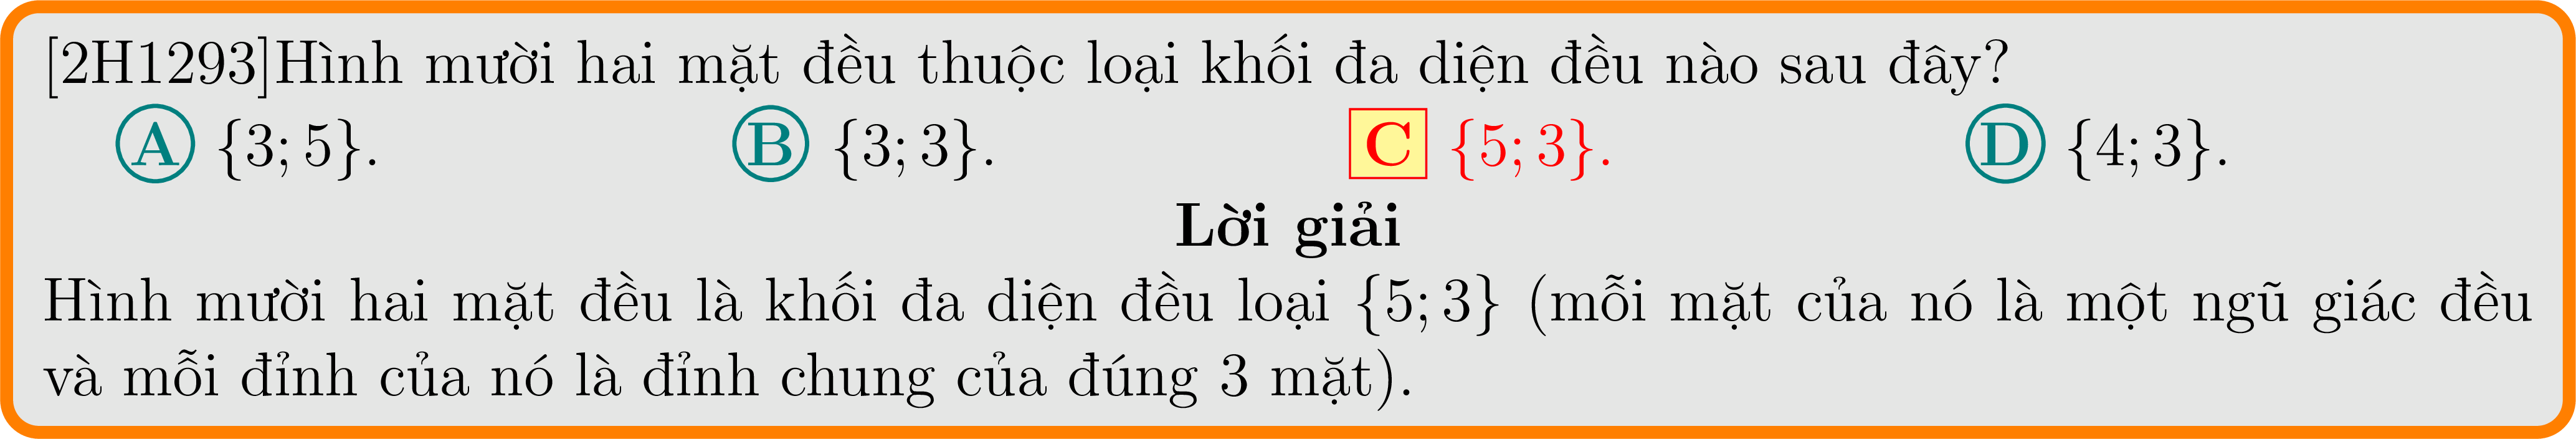 [2H1293]Hình mười hai mặt đều thuộc loại khối đa diện đều nào sau đây?
A {3; 5}. B {3; 3}. C {5; 3}. D {4; 3}.
Lời giải
Hình mười hai mặt đều là khối đa diện đều loại {5; 3} (mỗi mặt của nó là một ngũ giác đều
và mỗi đỉnh của nó là đỉnh chung của đúng 3 mặt).